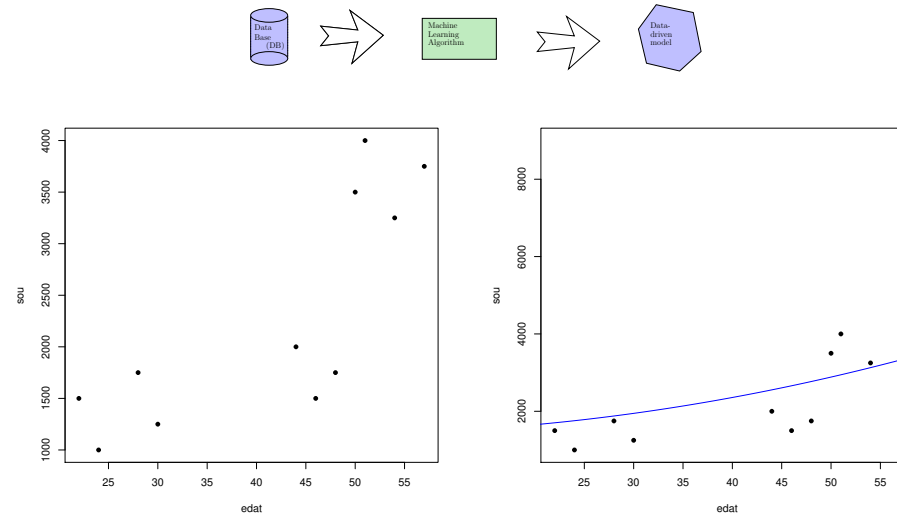 Data
Base
(DB)
Machine
Learning
Algorithm
Data-
driven
model
4000
3500
3000
2500
2000
1500
1000
sou
25 30 35 40 45 50 55
edat
8000
6000
4000
2000
sou
25 30 35 40 45 50 55
edat